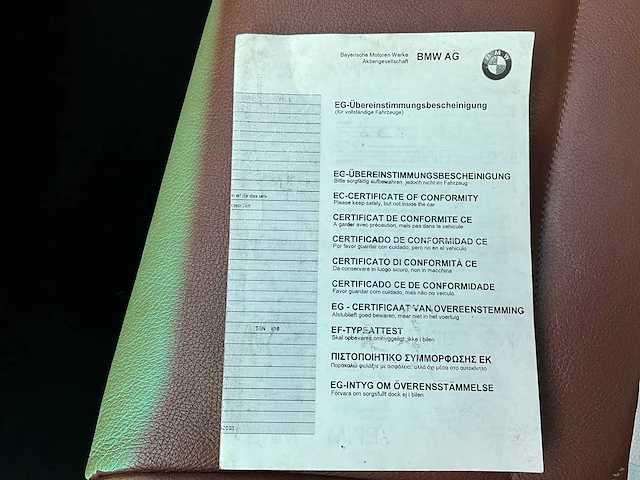 Bayerische Motoren Werke
Aktiengesellschaft
BMW AG
BMW
EG-Übereinstimmungsbescheinigung
(für vollständige Fahrzeuge)
EG-ÜBEREINSTIMMUNGSBESCHEINIGUNG
Bitte sorgfältig aufbewahren, jedoch nicht im Fahrzeug
EC-CERTIFICATE OF CONFORMITY
Please keep safely, but not inside the car
CERTIFICAT DE CONFORMITE CE
A garder avec précaution, mais pas dans le vehicule
CERTIFICADO DE CONFORMIDAD CE
Por favor guardar con cuidado, pero no en el vehiculo
CERTIFICATO DI CONFORMITÀ CE
Da conservare in luogo sicuro, non in macchina
CERTIFICADO CE DE CONFORMIDADE
Favor guardar com cuidado, mas não no veiculo
EG - CERTIFICAAT VAN OVEREENSTEMMING
Alstublieft goed bewaren, maar niet in het voertuig
EF-TYPEATTEST
Skal opbevares omhyggeligt, ikke i bilen
ΠΙΣΤΟΠΟΙΗΤΙΚΟ ΣΥΜΜΟΡΦΩΣΗΣ ΕΚ
Παρακαλώ φυλάξτε με ασφάλεια, αλλά όχι μέσα στο αυτοκίνητο
EG-INTYG OM ÖVERENSSTÄMMELSE
Förvara om sorgsfullt dock ej i bilen